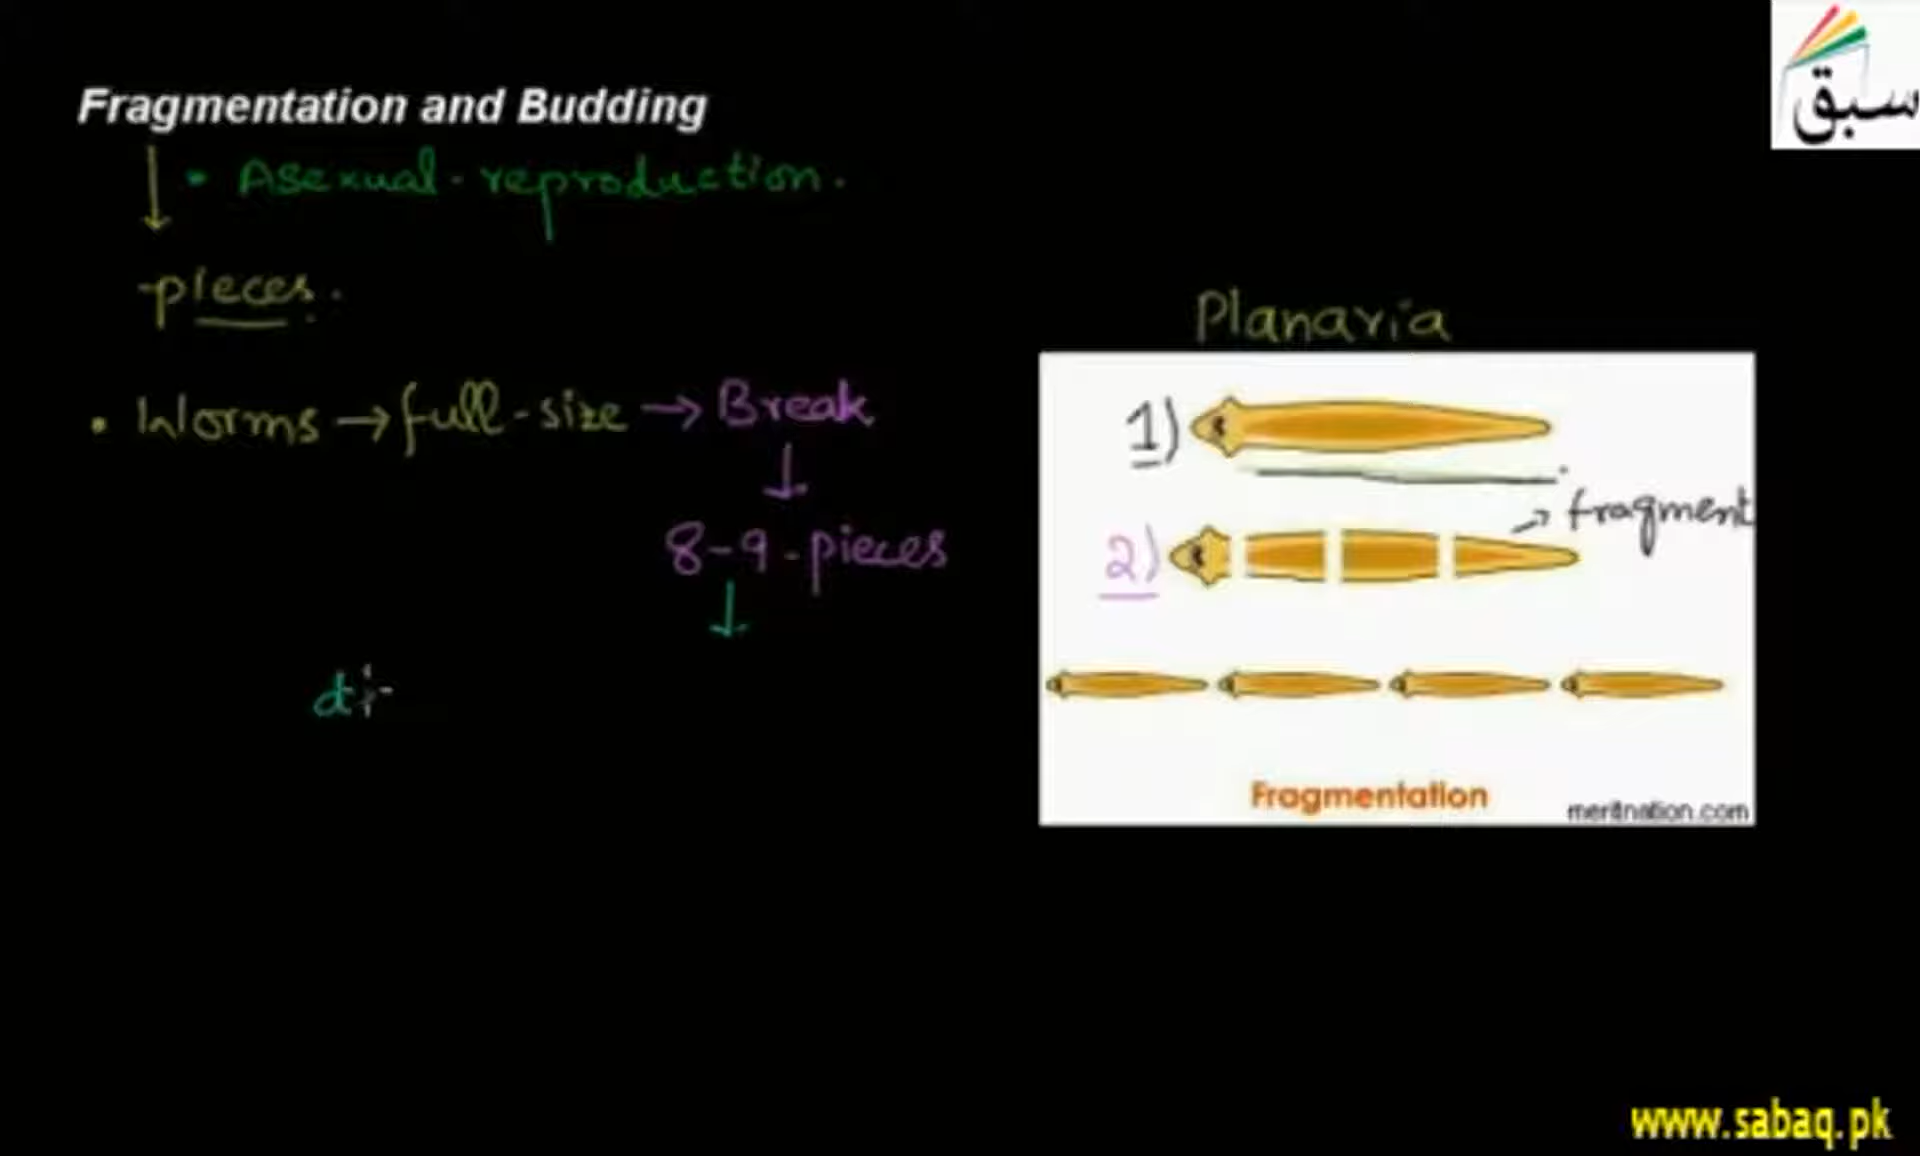 سبق
Fragmentation and Budding
• Asexual-reproduction.
pieces.
Planaria
• Worms → full-size → Break
1)
fragment
8-9-pieces
2)
di
Fragmentation
meritnation.com
www.sabaq.pk